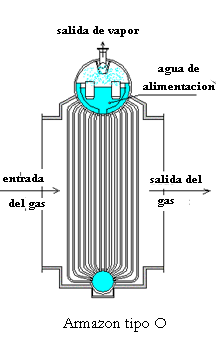 salida de vapor
agua de
alimentacion
entrada
del gas
salida del
gas
Armazon tipo O